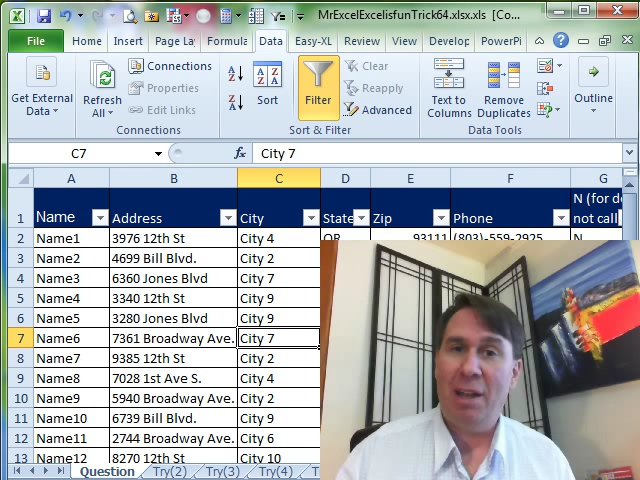 MrExcelExcelisfunTrick64.xlsx.xls [Co...
File Home Insert Page La Formula Data Easy-XL Review Develop PowerPi
Get External Data
Refresh All
Connections
Properties
Edit Links
Connections
A Z
Z A
Sort
Filter
Clear
Reapply
Advanced
Sort & Filter
Text to Columns
Remove Duplicates
Data Tools
Outline
C7 fx City 7
A B C D E F G
1 Name Address City State Zip Phone N (for do not call
2 Name1 3976 12th St City 4 OR 93111 (803)-559-2925 N
3 Name2 4699 Bill Blvd. City 2
4 Name3 6360 Jones Blvd City 7
5 Name4 3340 12th St City 9
6 Name5 3280 Jones Blvd City 9
7 Name6 7361 Broadway Ave. City 7
8 Name7 9385 12th St City 2
9 Name8 7028 1st Ave S. City 4
10 Name9 5940 Broadway Ave. City 2
11 Name10 6739 Bill Blvd. City 9
12 Name11 2744 Broadway Ave. City 6
13 Name12 8270 12th St City 10
Question Try(2) Try(3) Try(4) T